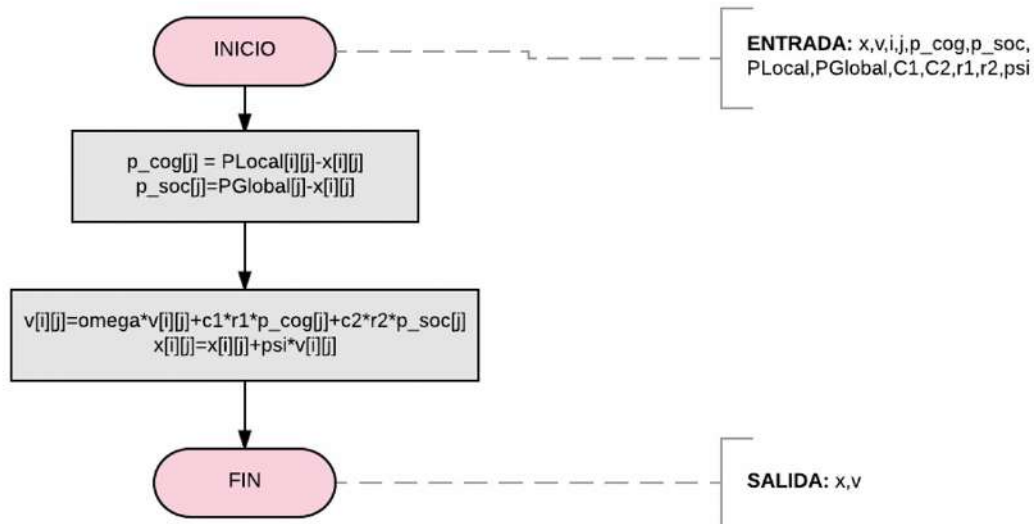 INICIO
ENTRADA: x,v,i,j,p_cog,p_soc,
PLocal,PGlobal,C1,C2,r1,r2,psi
p_cog[j] = PLocal[i][j]-x[i][j]
p_soc[j]=PGlobal[j]-x[i][j]
v[i][j]=omega*v[i][j]+c1*r1*p_cog[j]+c2*r2*p_soc[j]
x[i][j]=x[i][j]+psi*v[i][j]
FIN
SALIDA: x,v